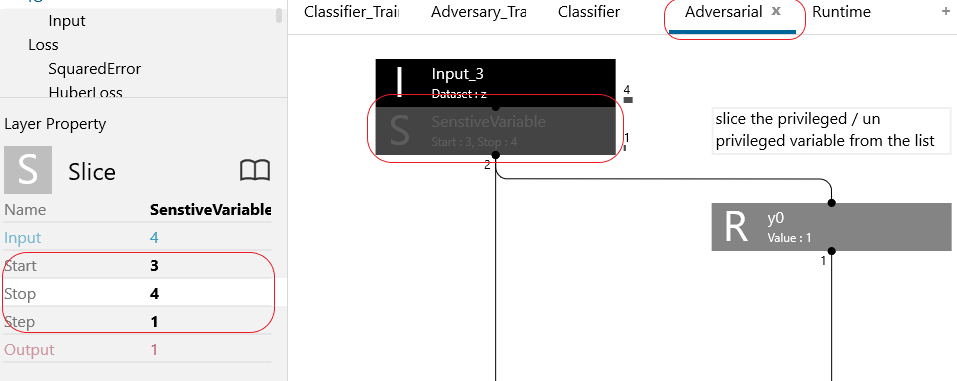 Input
Loss
SquaredError
HuberLoss
Layer Property
S Slice
Name SenstiveVariable
Input 4
Start 3
Stop 4
Step 1
Output 1
Classifier_Trai Adversary_Tra Classifier Adversarial x Runtime +
I Input_3
Dataset : z
4
S SenstiveVariable
Start : 3, Stop : 4
1
2
slice the privileged / un
privileged variable from the list
R y0
Value : 1
1